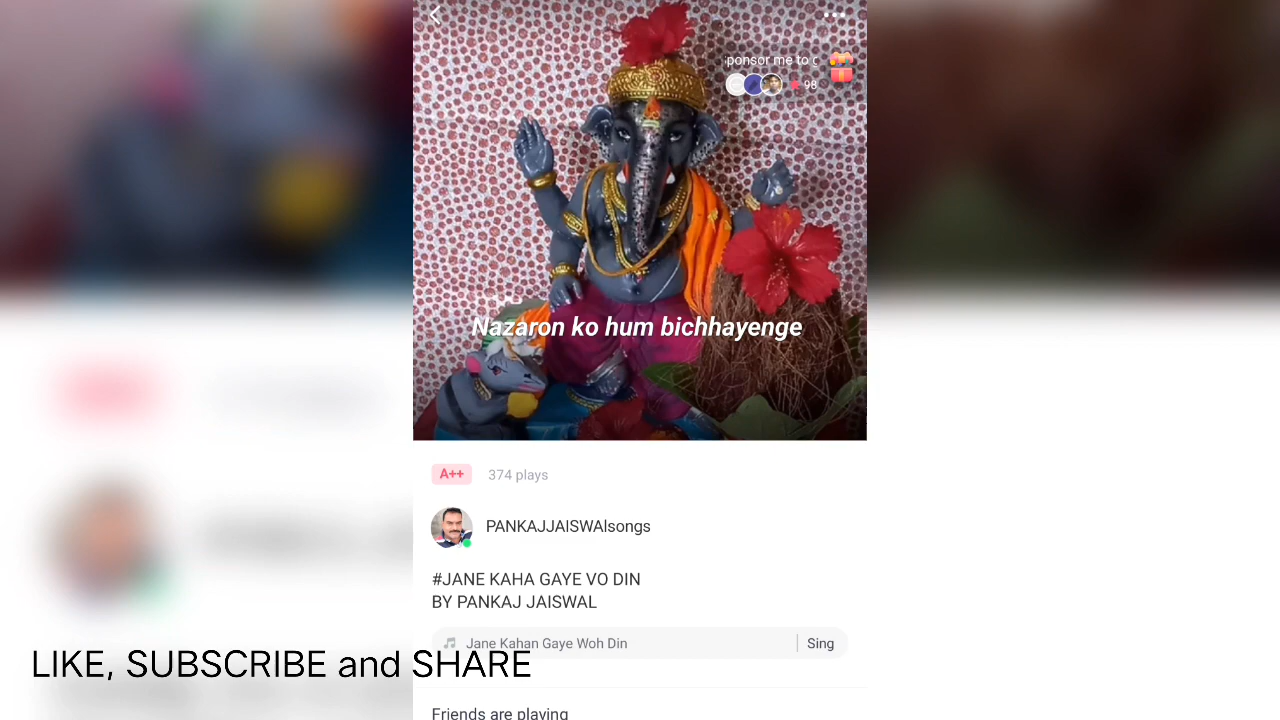 ponsor me to g
98
Nazaron ko hum bichhayenge
A++ 374 plays
PANKAJJAISWAlsongs
#JANE KAHA GAYE VO DIN
BY PANKAJ JAISWAL
Jane Kahan Gaye Woh Din Sing
LIKE, SUBSCRIBE and SHARE
Friends are playing